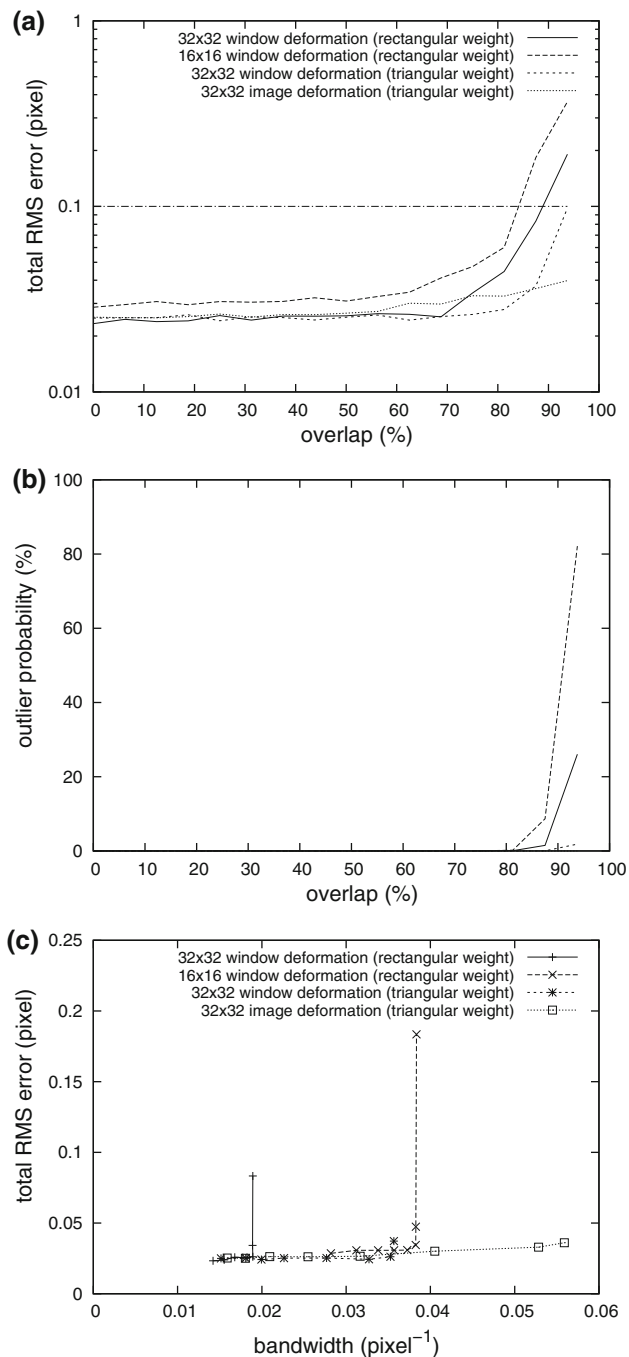 (a)
1
0.1
0.01
total RMS error (pixel)
32x32 window deformation (rectangular weight)
16x16 window deformation (rectangular weight)
32x32 window deformation (triangular weight)
32x32 image deformation (triangular weight)
0 10 20 30 40 50 60 70 80 90 100
overlap (%)
(b)
100
80
60
40
20
0
outlier probability (%)
0 10 20 30 40 50 60 70 80 90 100
overlap (%)
(c)
0.25
0.2
0.15
0.1
0.05
0
total RMS error (pixel)
32x32 window deformation (rectangular weight)
16x16 window deformation (rectangular weight)
32x32 window deformation (triangular weight)
32x32 image deformation (triangular weight)
0 0.01 0.02 0.03 0.04 0.05 0.06
bandwidth (pixel⁻¹)